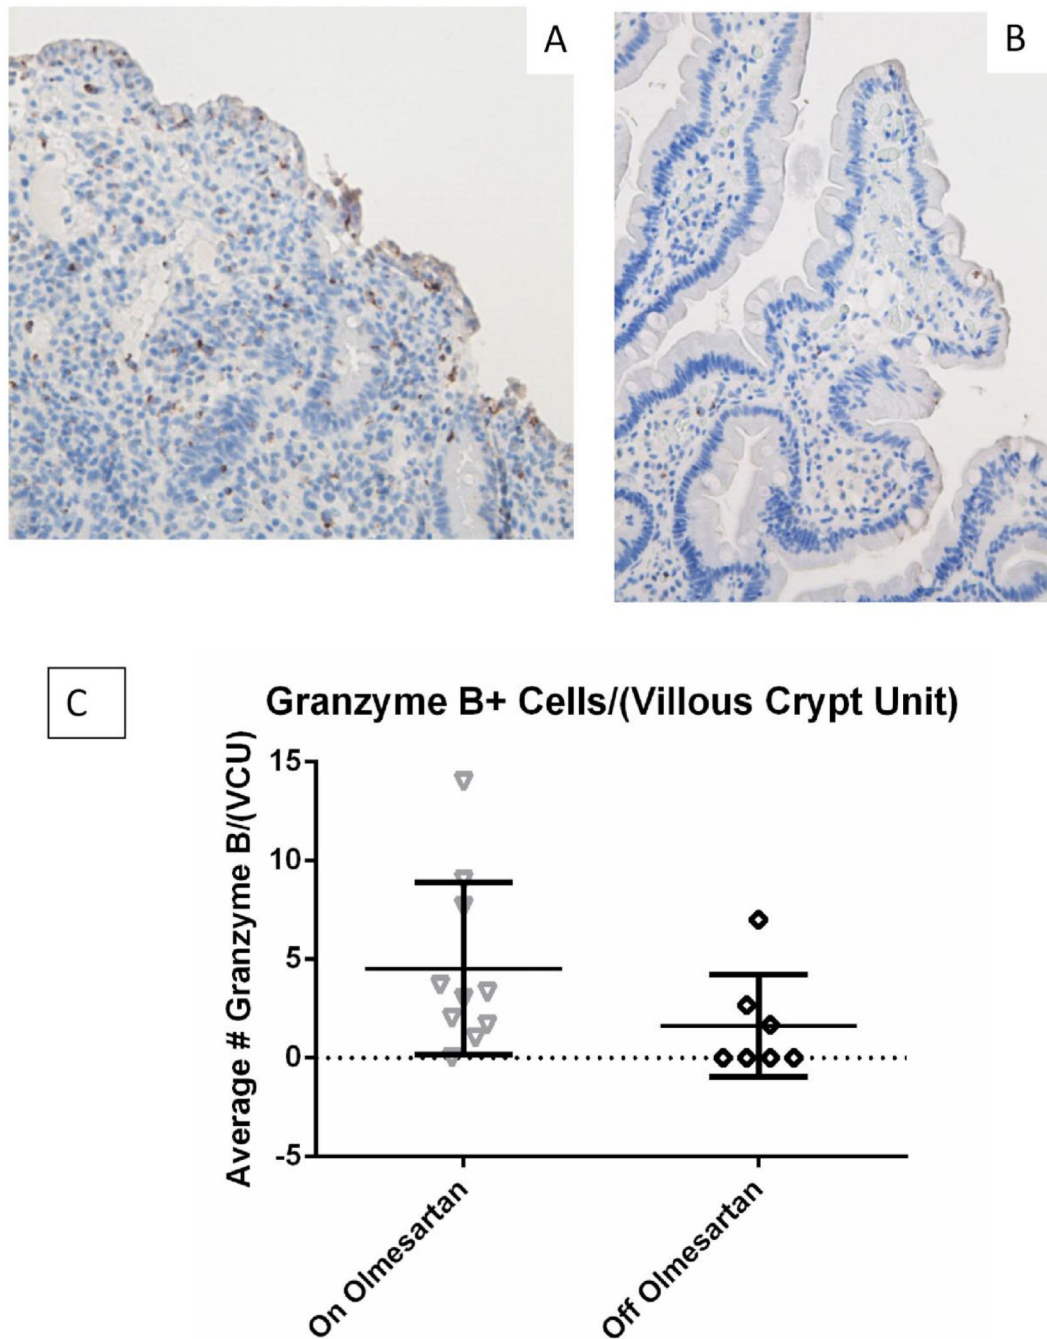 A
B
C
Granzyme B+ Cells/(Villous Crypt Unit)
Average # Granzyme B/(VCU)
15
10
5
0
-5
On Olmesartan
Off Olmesartan